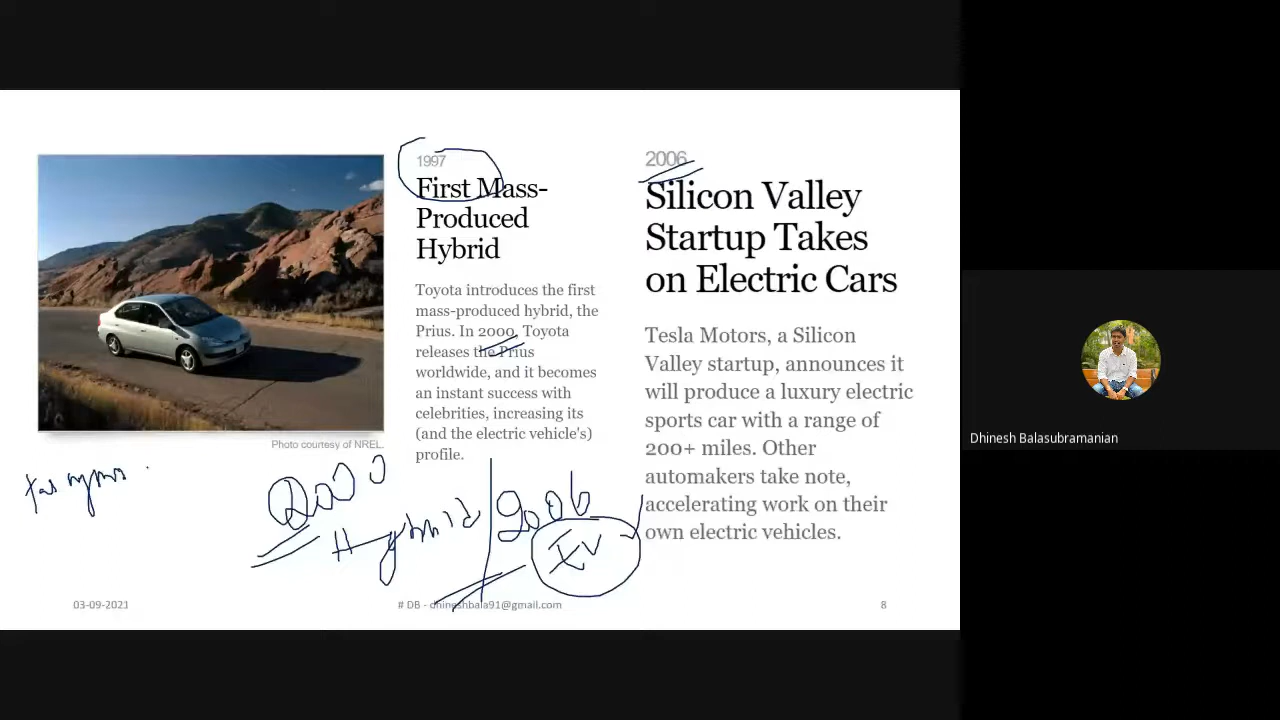 1997
First Mass-
Produced
Hybrid
Toyota introduces the first
mass-produced hybrid, the
Prius. In 2000, Toyota
releases the Prius
worldwide, and it becomes
an instant success with
celebrities, increasing its
(and the electric vehicle's)
profile.
Photo courtesy of NREL.
2006
Silicon Valley
Startup Takes
on Electric Cars
Tesla Motors, a Silicon
Valley startup, announces it
will produce a luxury electric
sports car with a range of
200+ miles. Other
automakers take note,
accelerating work on their
own electric vehicles.
2000
Hybrid
2006
EV
03-09-2021
# DB - dhineshbala91@gmail.com
8
Dhinesh Balasubramanian